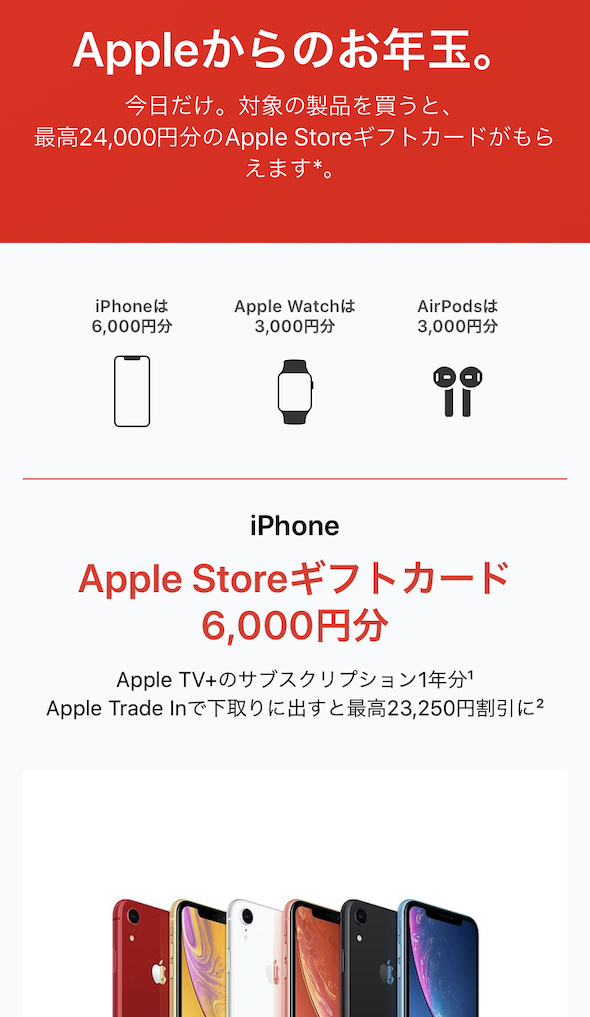 Appleからのお年玉。
今日だけ。対象の製品を買うと、
最高24,000円分のApple Storeギフトカードがもら
えます*。
iPhoneは
6,000円分
Apple Watchは
3,000円分
AirPodsは
3,000円分
iPhone
Apple Storeギフトカード
6,000円分
Apple TV+のサブスクリプション1年分¹
Apple Trade Inで下取りに出すと最高23,250円割引に²